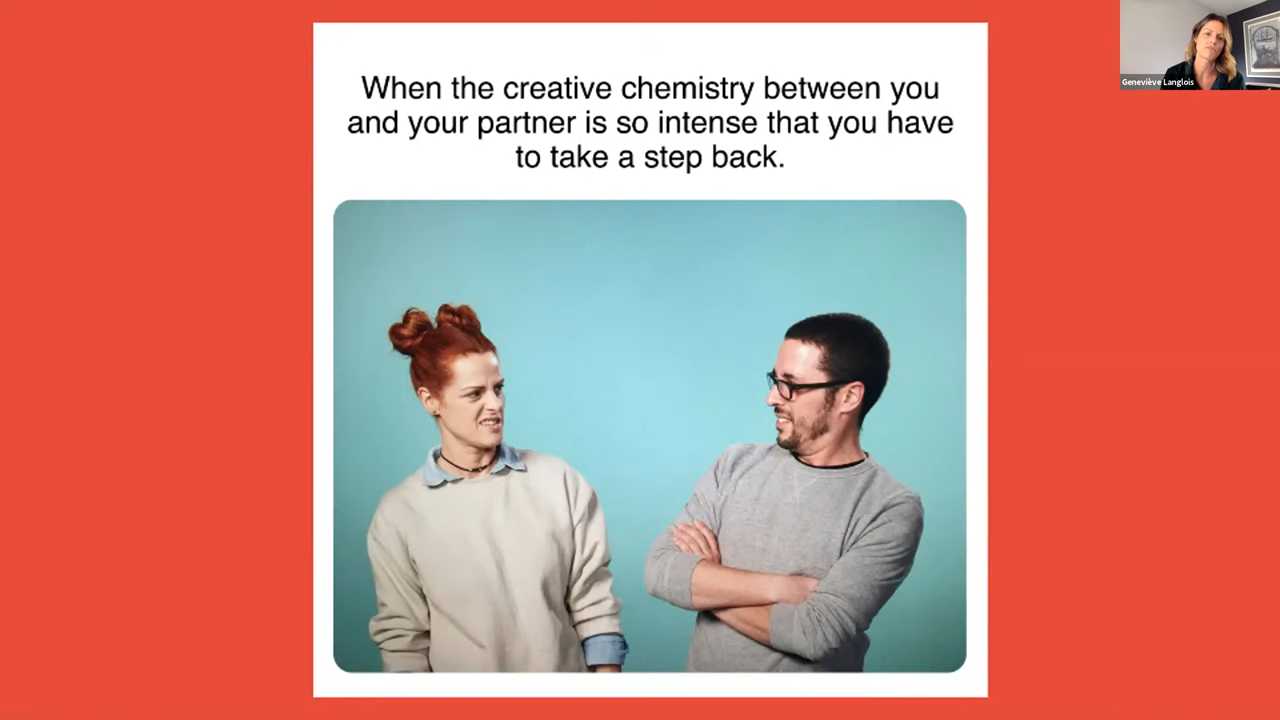 When the creative chemistry between you
and your partner is so intense that you have
to take a step back.
Geneviève Langlois